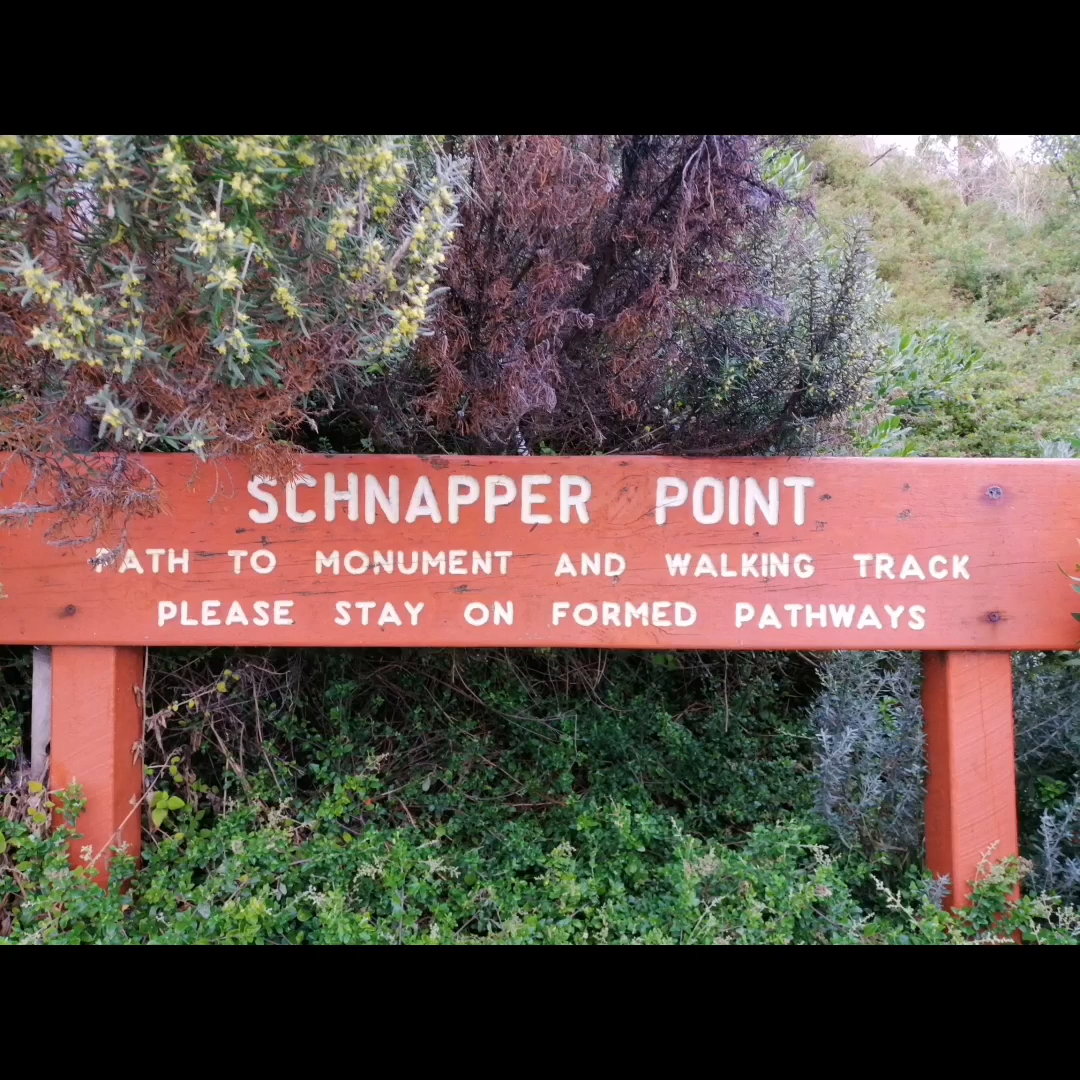 SCHNAPPER POINT
PATH TO MONUMENT AND WALKING TRACK
PLEASE STAY ON FORMED PATHWAYS